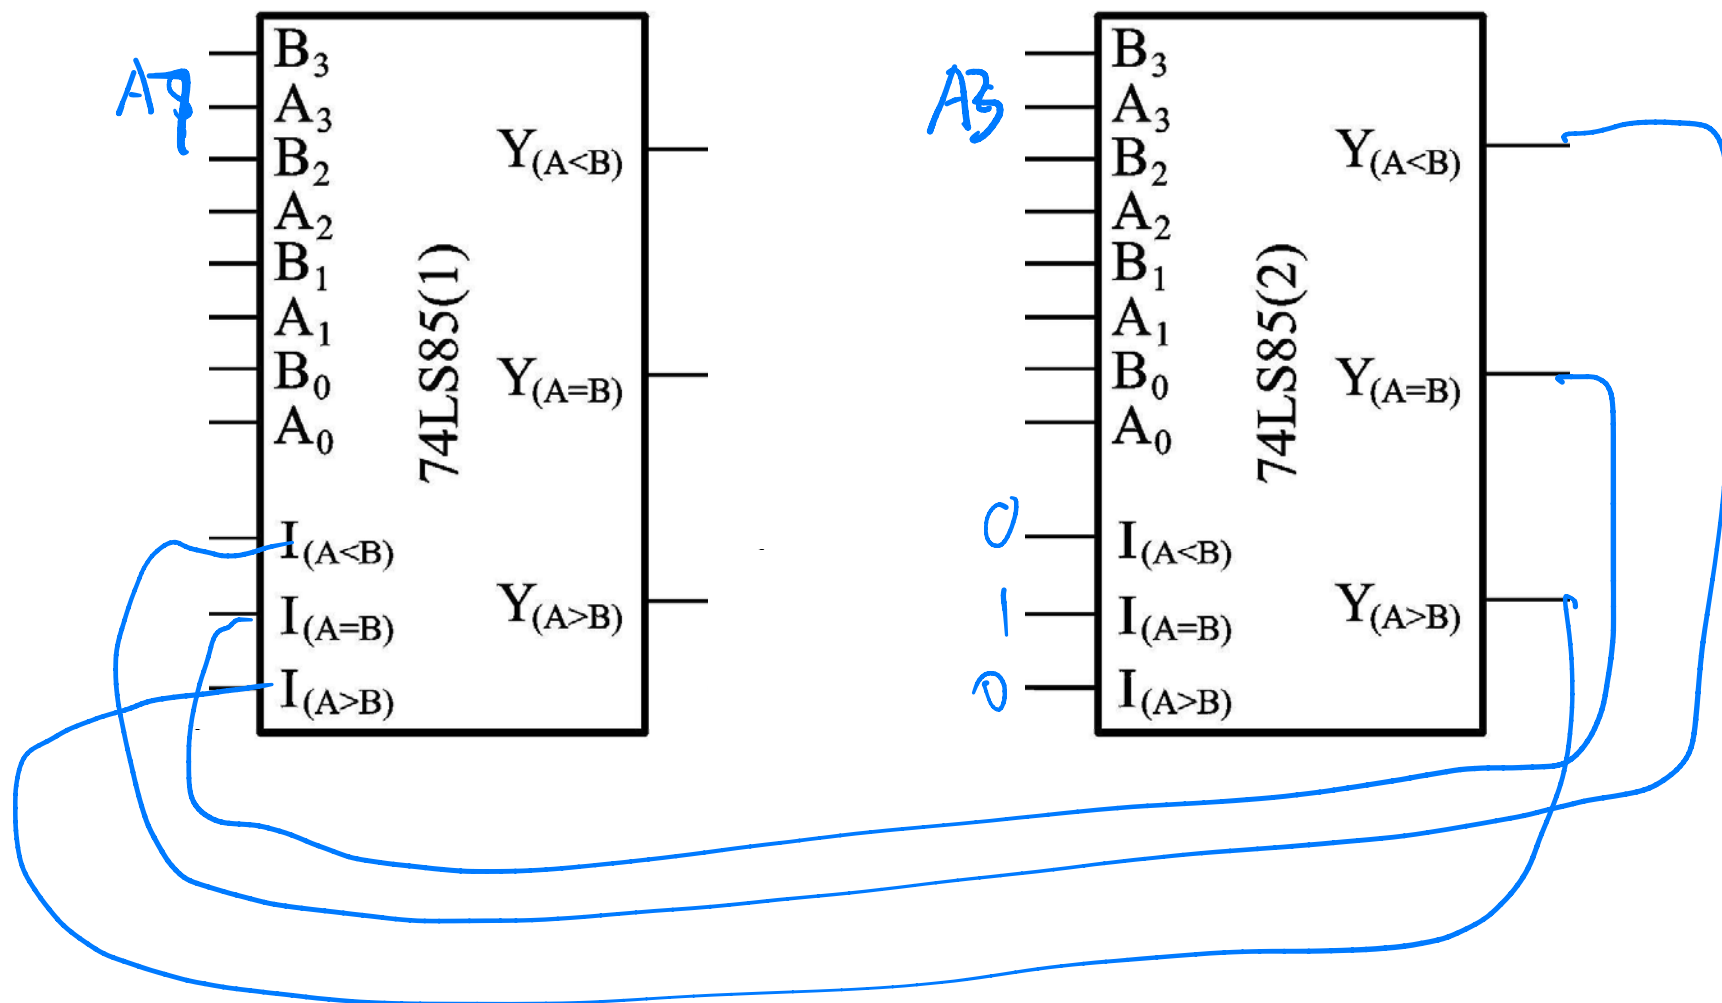 B₃
A₃
B₂
A₂
B₁
A₁
B₀
A₀
I(A<B)
I(A=B)
I(A>B)
74LS85(1)
Y(A<B)
Y(A=B)
Y(A>B)
A3
B₃
A₃
B₂
A₂
B₁
A₁
B₀
A₀
0
I(A<B)
1
I(A=B)
0
I(A>B)
74LS85(2)
Y(A<B)
Y(A=B)
Y(A>B)